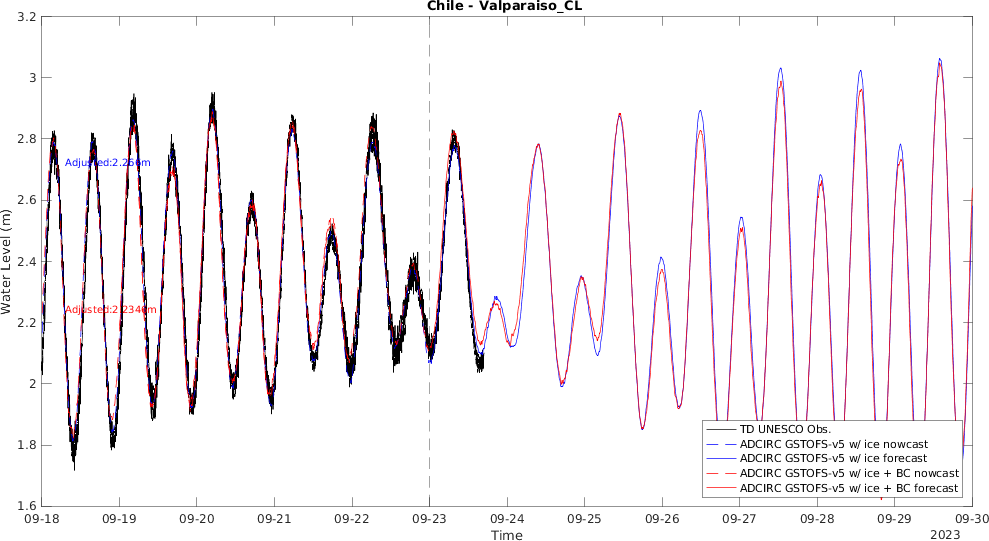 Chile - Valparaiso_CL
3.2
3
2.8
2.6
2.4
2.2
2
1.8
1.6
Water Level (m)
Adjusted:2.266m
Adjusted:2.2346m
TD UNESCO Obs.
ADCIRC GSTOFS-v5 w/ ice nowcast
ADCIRC GSTOFS-v5 w/ ice forecast
ADCIRC GSTOFS-v5 w/ ice + BC nowcast
ADCIRC GSTOFS-v5 w/ ice + BC forecast
09-18 09-19 09-20 09-21 09-22 09-23 09-24 09-25 09-26 09-27 09-28 09-29 09-30
Time
2023